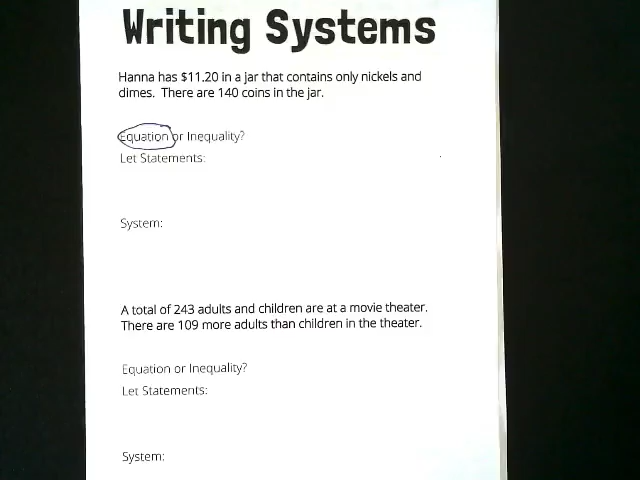 Writing Systems
Hanna has $11.20 in a jar that contains only nickels and
dimes. There are 140 coins in the jar.
Equation or Inequality?
Let Statements:
System:
A total of 243 adults and children are at a movie theater.
There are 109 more adults than children in the theater.
Equation or Inequality?
Let Statements:
System: